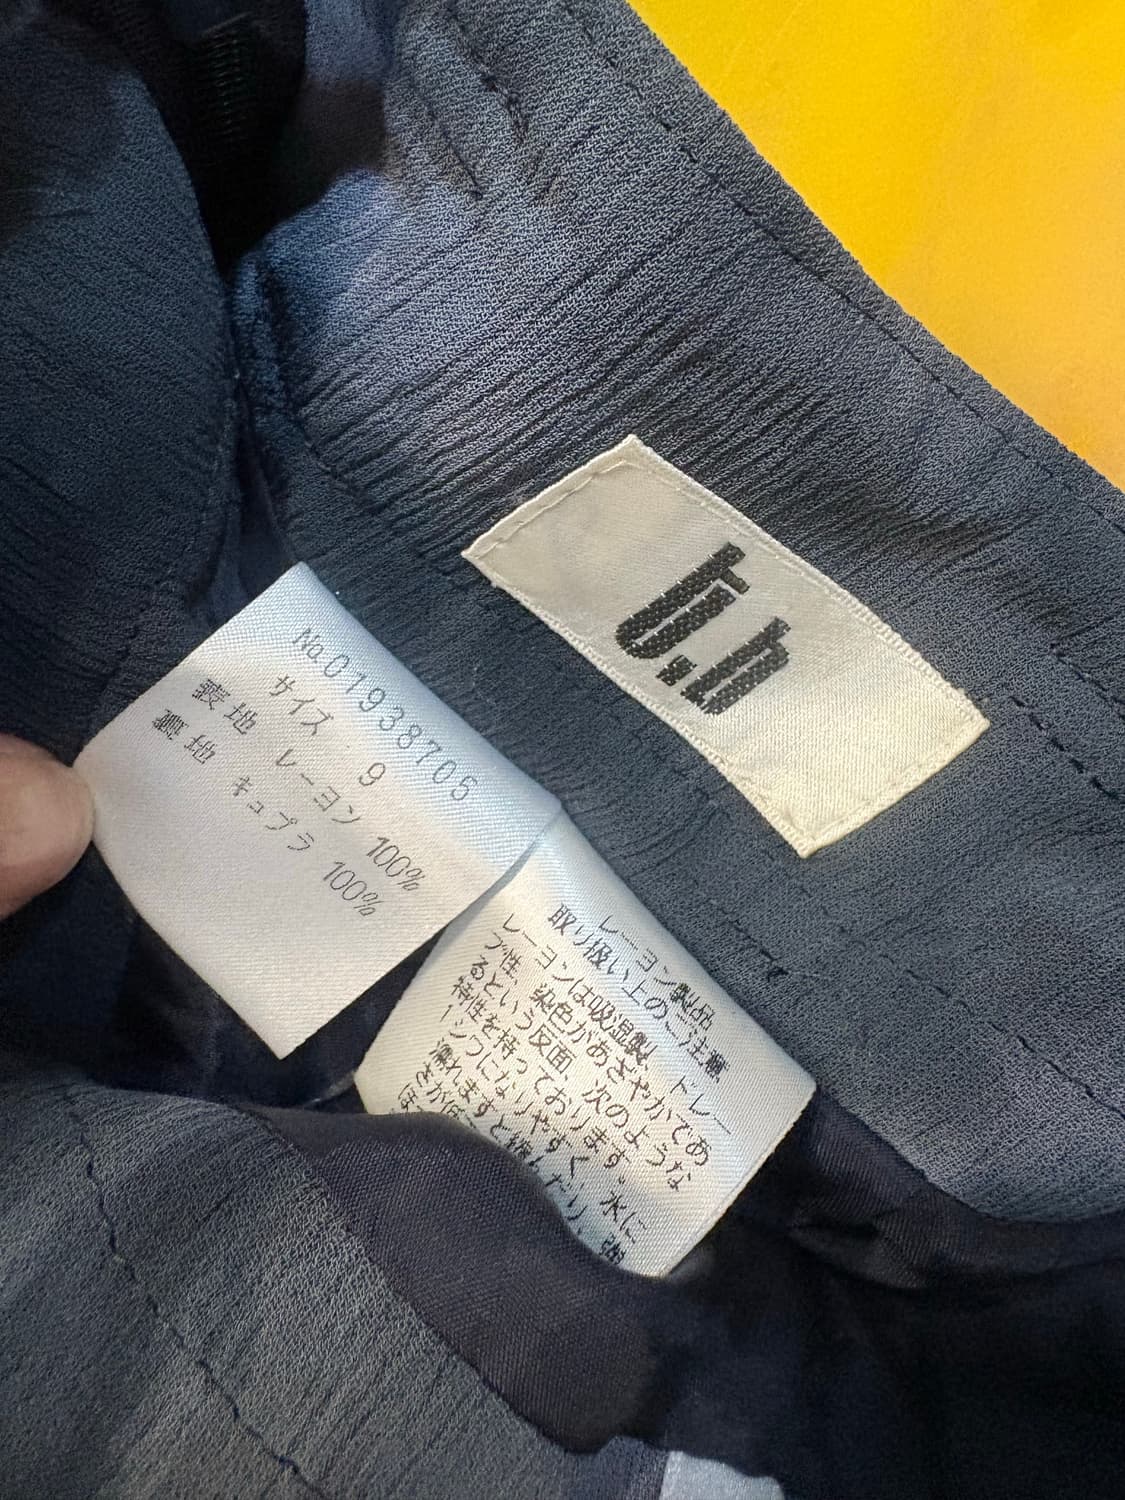 t.h
No.01938705
サイズ 9
表地 レーヨン 100%
裏地 キュプラ 100%
レーヨン製品
取り扱い上のご注意
レーヨンは吸湿製、ドレー
プ性、染色があざやかであ
るという反面、次のような
特性を持っております。
シワになりやすく、水に
濡れますと縮んだり、強